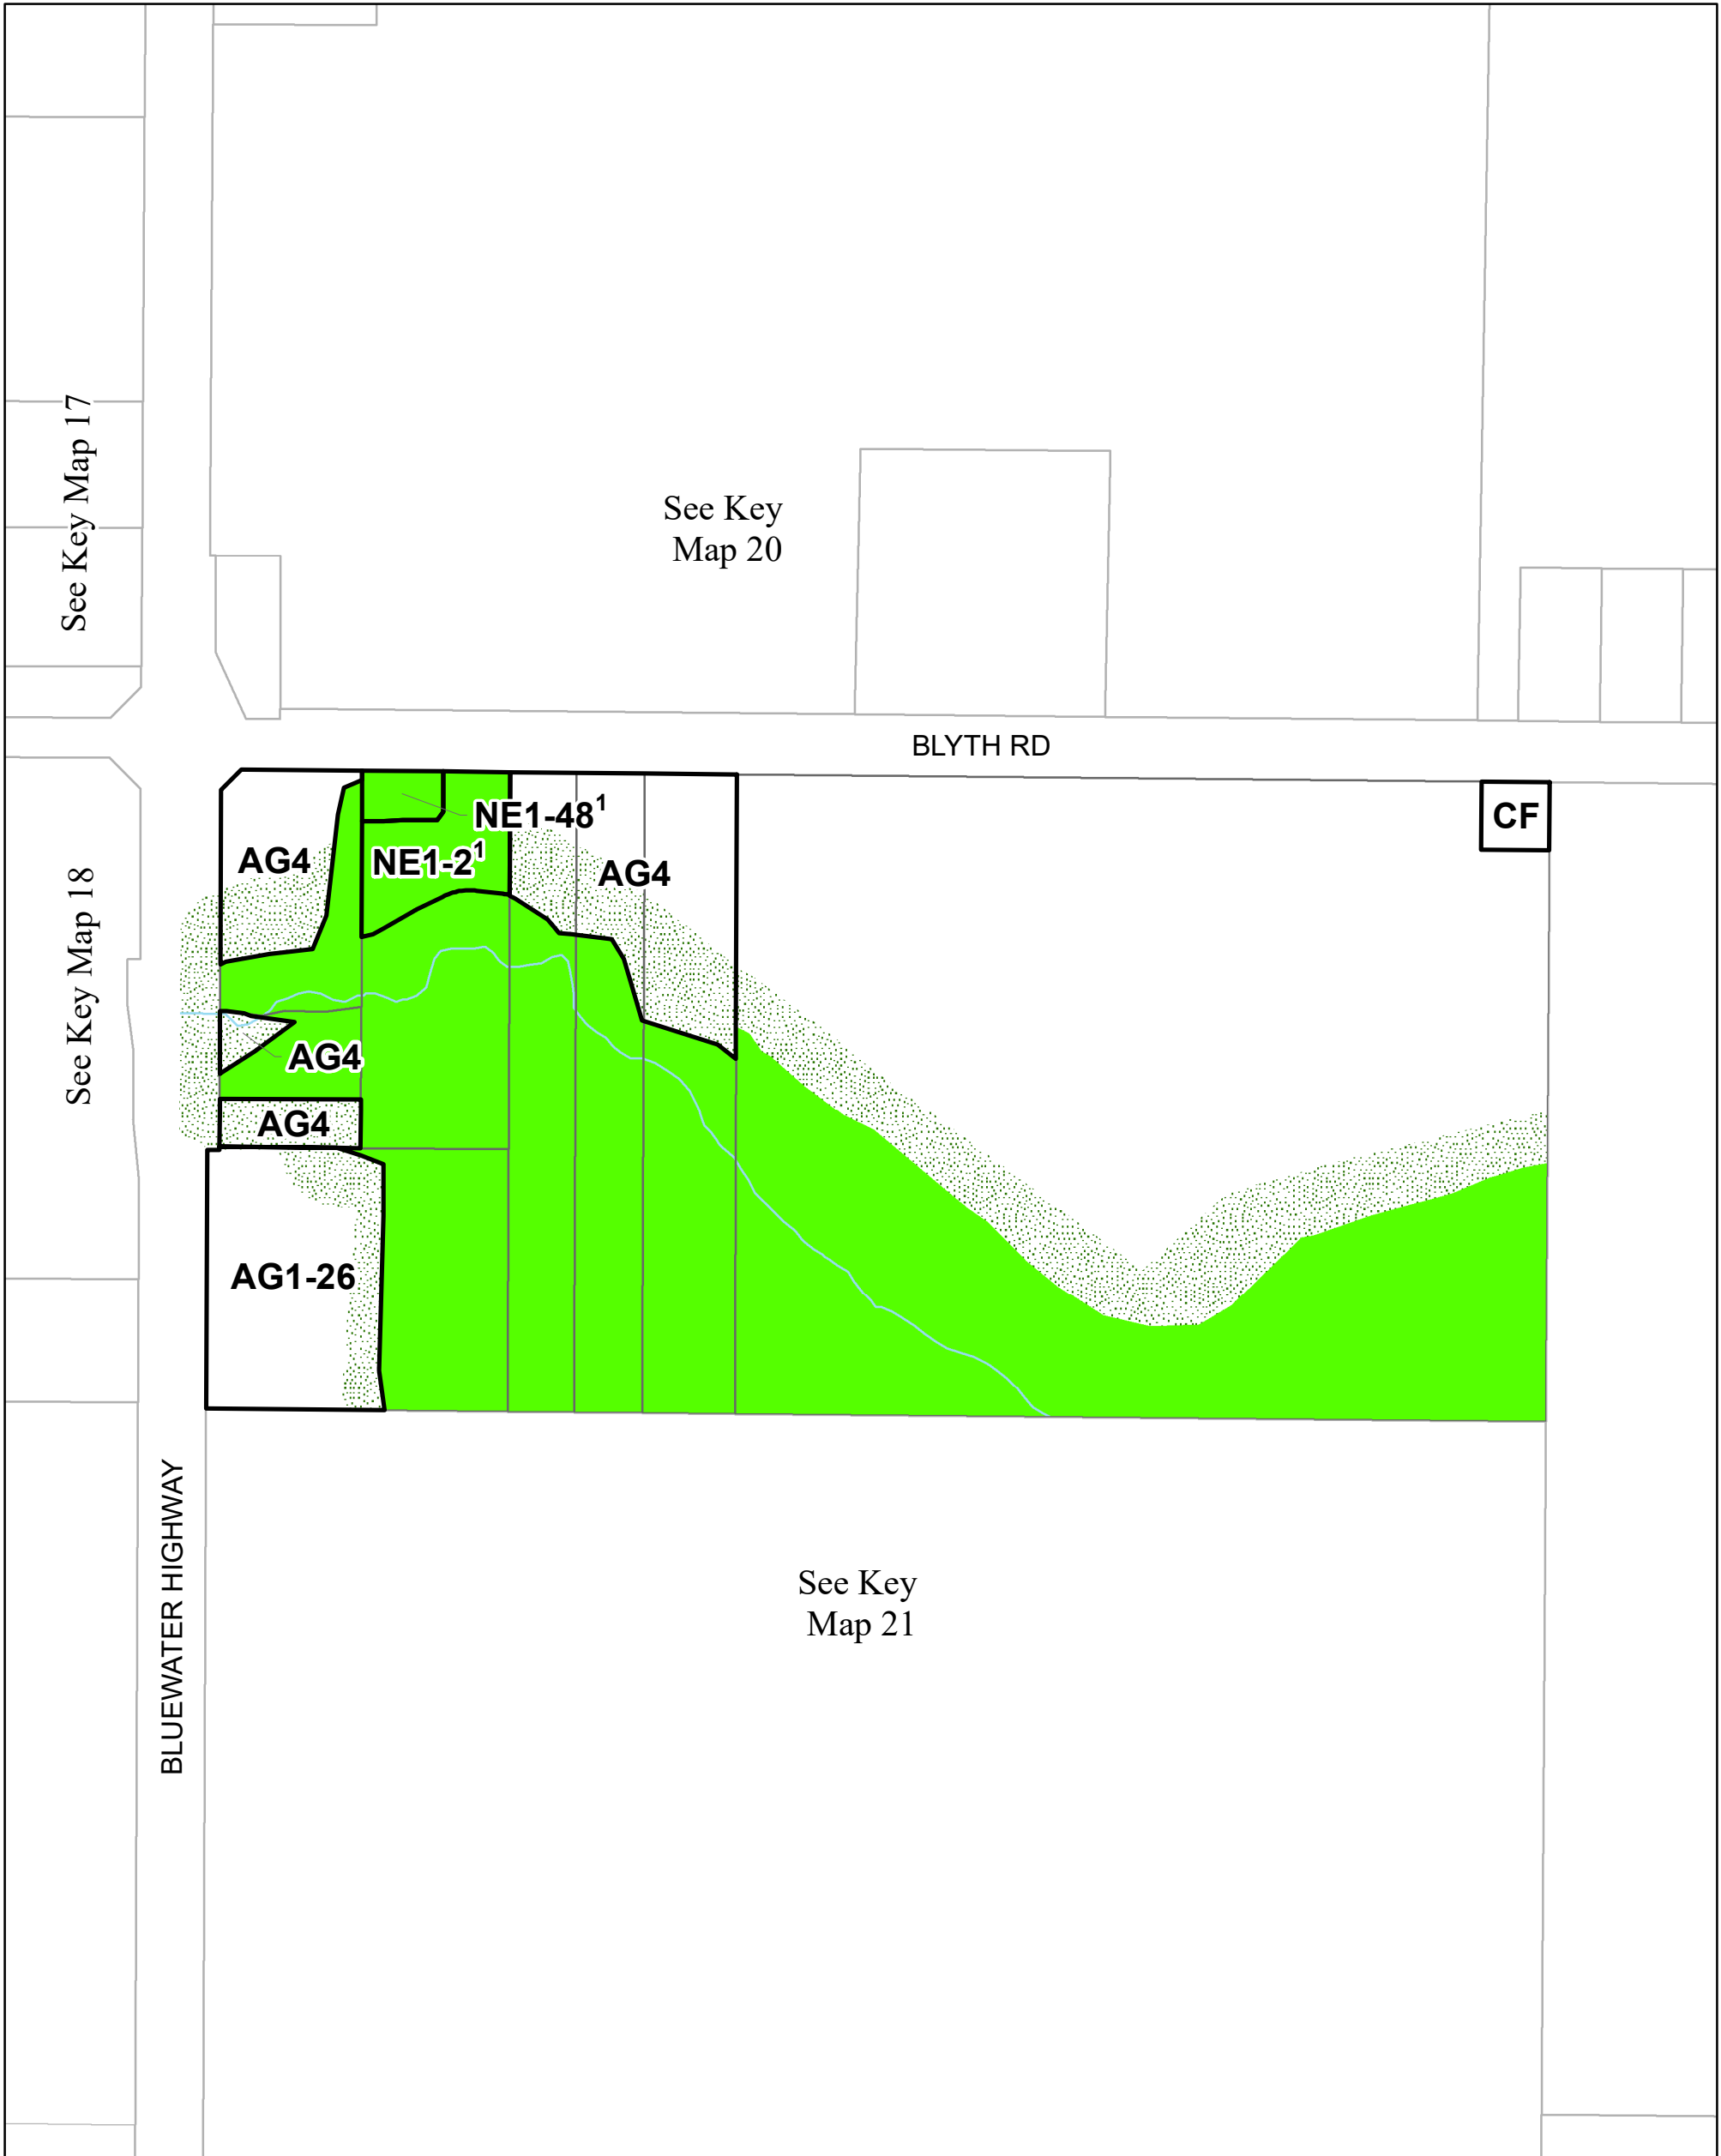 See Key Map 17
See Key
Map 20
BLYTH RD
CF
NE1-48¹
AG4
NE1-2¹
AG4
See Key Map 18
AG4
AG4
AG1-26
BLUEWATER HIGHWAY
See Key
Map 21